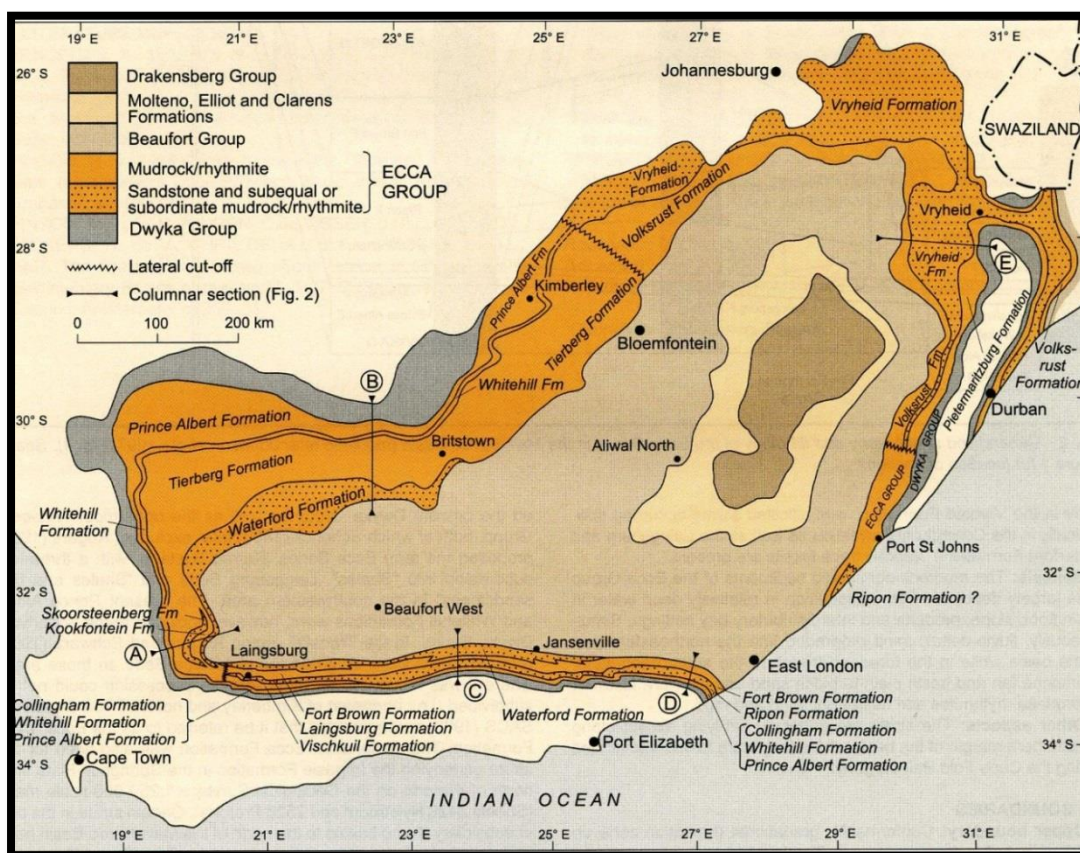 19° E
23° E
25° E
27° E
31° E
26° S
28° S
30° S
32° S
34° S
Drakensberg Group
Molteno, Elliot and Clarens
Formations
Beaufort Group
Mudrock/rhythmite
Sandstone and subequal or
subordinate mudrock/rhythmite
ECCA
GROUP
Dwyka Group
Lateral cut-off
Columnar section (Fig. 2)
0 100 200 km
Johannesburg
Vryheid Formation
SWAZILAND
Vryheid
Formation
Volksrust Formation
Vryheid
Vryheid
Fm
E
Prince Albert Fm
Kimberley
Tierberg Formation
Bloemfontein
Whitehill Fm
Pietermaritzburg Formation
Volks-
rust
Formation
Volksrust Fm
Durban
B
Prince Albert Formation
Britstown
Aliwal North
DWYKA GROUP
Tierberg Formation
ECCA GROUP
Waterford Formation
Whitehill
Formation
Port St Johns
32° S
Ripon Formation ?
Skoorsteenberg Fm
Kookfontein Fm
Beaufort West
A
Laingsburg
Jansenville
East London
C
D
Collingham Formation
Whitehill Formation
Prince Albert Formation
Fort Brown Formation
Laingsburg Formation
Vischkuil Formation
Waterford Formation
Fort Brown Formation
Ripon Formation
Collingham Formation
Whitehill Formation
Prince Albert Formation
Port Elizabeth
34° S
Cape Town
INDIAN OCEAN
19° E
21° E
23° E
25° E
27° E
29° E
31° E